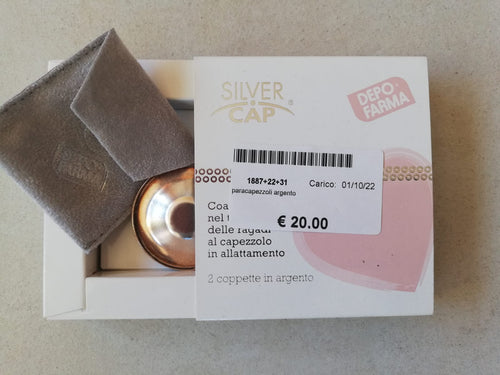 SILVER
CAP
DEPO
FARMA
1887+22+31
Carico: 01/10/22
paracapezzoli argento
€ 20.00
nel
delle ragadi
al capezzolo
in allattamento
2 coppette in argento